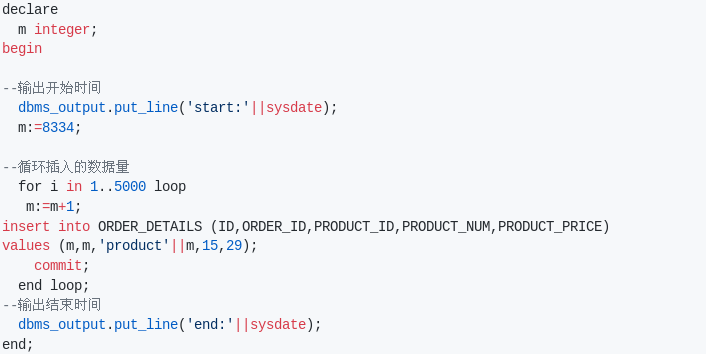 declare
  m integer;
begin

--输出开始时间
  dbms_output.put_line('start:'||sysdate);
  m:=8334;

--循环插入的数据量
  for i in 1..5000 loop
   m:=m+1;
insert into ORDER_DETAILS (ID,ORDER_ID,PRODUCT_ID,PRODUCT_NUM,PRODUCT_PRICE)
values (m,m,'product'||m,15,29);
    commit;
  end loop;
--输出结束时间
  dbms_output.put_line('end:'||sysdate);
end;